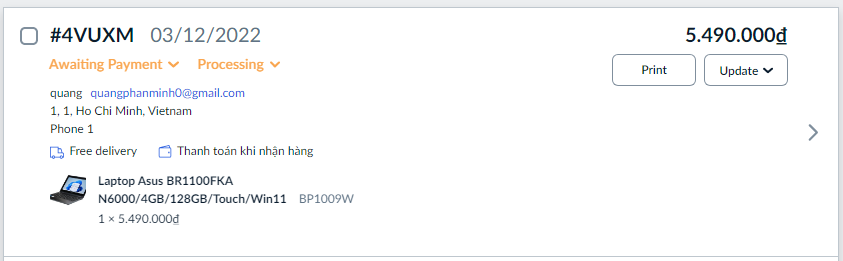 #4VUXM 03/12/2022 5.490.000₫
Awaiting Payment Processing Print Update
quang quangphanminh0@gmail.com
1, 1, Ho Chi Minh, Vietnam
Phone 1
Free delivery Thanh toán khi nhận hàng
Laptop Asus BR1100FKA
N6000/4GB/128GB/Touch/Win11 BP1009W
1 × 5.490.000₫